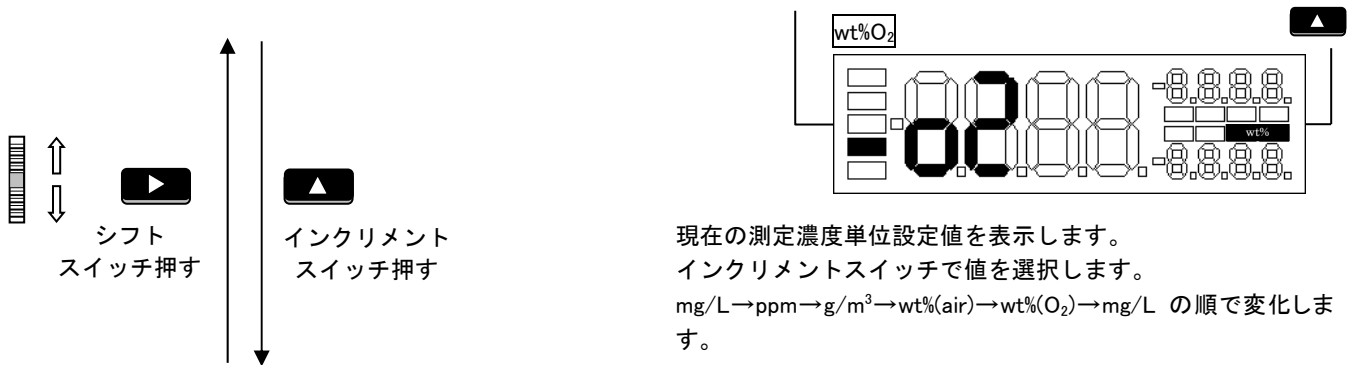 シフト
スイッチ押す
インクリメント
スイッチ押す
wt%O₂
o2
wt%
現在の測定濃度単位設定値を表示します。
インクリメントスイッチで値を選択します。
mg/L→ppm→g/m³→wt%(air)→wt%(O₂)→mg/L の順で変化しま
す。